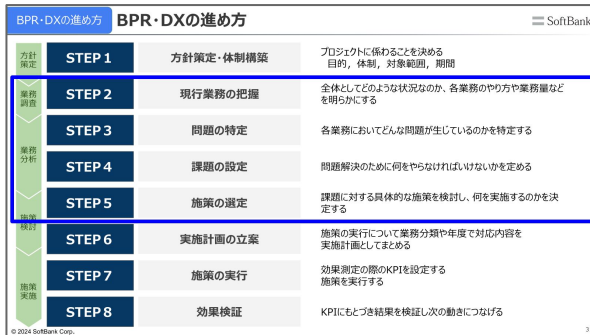 BPR・DXの進め方
BPR・DXの進め方
SoftBank
方針
策定
STEP 1
方針策定・体制構築
プロジェクトに係わることを決める
目的，体制，対象範囲，期間
業務
調査
STEP 2
現行業務の把握
全体としてどのような状況なのか、各業務のやり方や業務量など
を明らかにする
STEP 3
問題の特定
各業務においてどんな問題が生じているのかを特定する
業務
分析
STEP 4
課題の設定
問題解決のために何をやらなければいけないかを定める
STEP 5
施策の選定
課題に対する具体的な施策を検討し、何を実施するのかを決
定する
施策
検討
STEP 6
実施計画の立案
施策の実行について業務分類や年度で対応内容を
実施計画としてまとめる
STEP 7
施策の実行
効果測定の際のKPIを設定する
施策を実行する
施策
実施
STEP 8
効果検証
KPIにもとづき結果を検証し次の動きにつなげる
© 2024 SoftBank Corp.
3